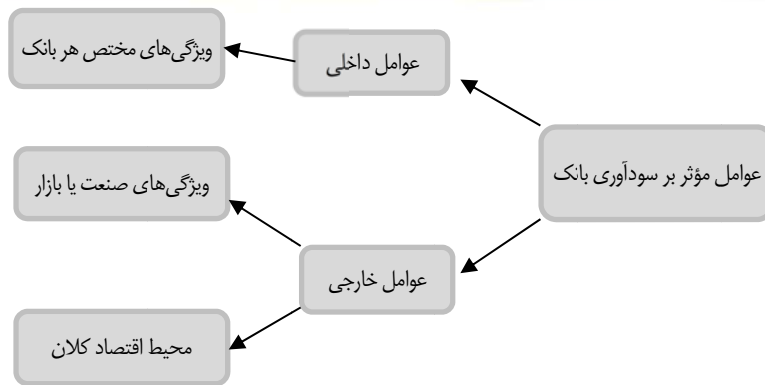 عوامل مؤثر بر سودآوری بانک
عوامل داخلی
ویژگی‌های مختص هر بانک
عوامل خارجی
ویژگی‌های صنعت یا بازار
محیط اقتصاد کلان